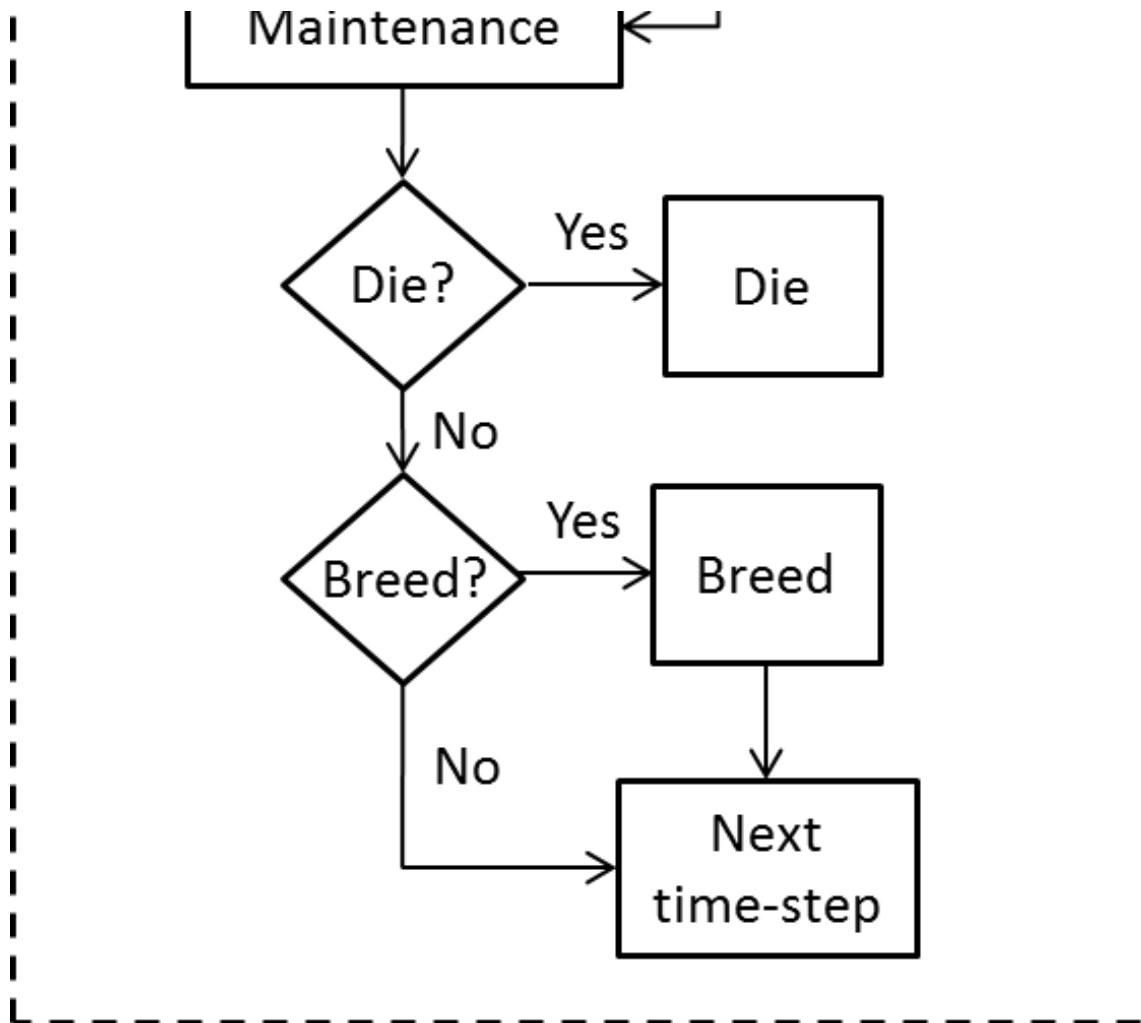 Maintenance
Yes
Die?
Die
No
Yes
Breed?
Breed
No
Next
time-step